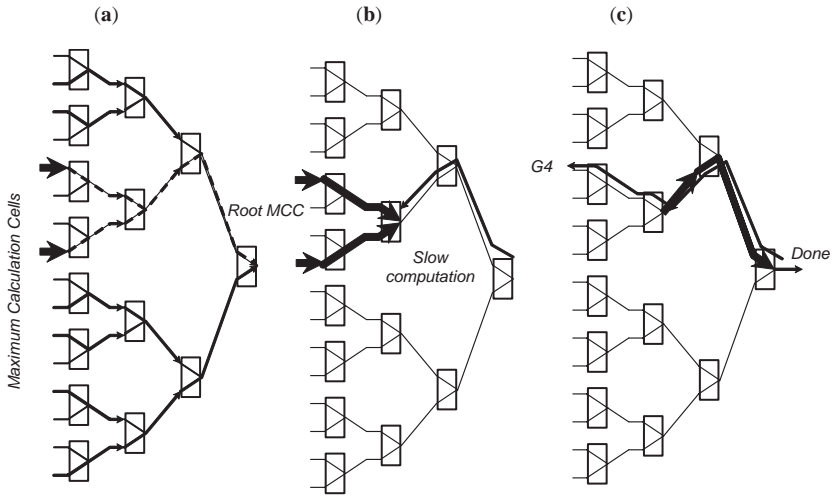 (a)
(b)
(c)
Maximum Calculation Cells
Root MCC
Slow
computation
G4
Done